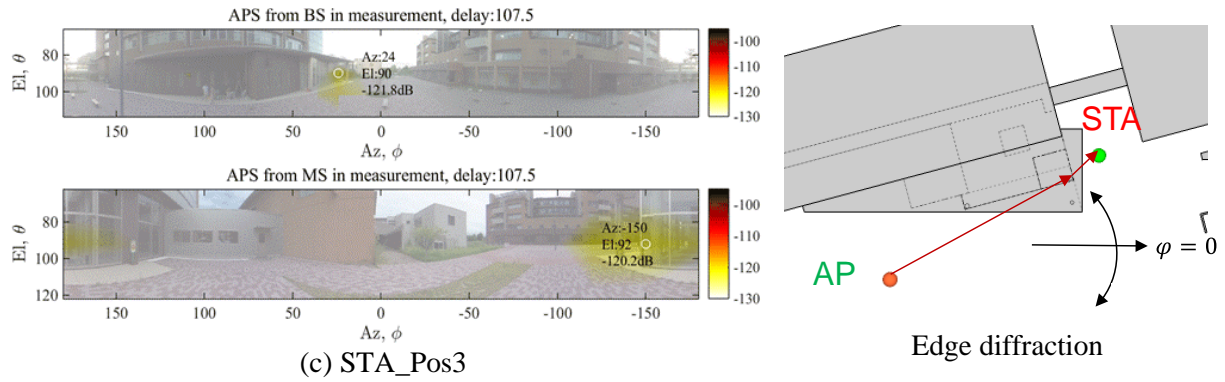 APS from BS in measurement, delay:107.5
El, θ
80
100
Az:24
El:90
-121.8dB
150
100
50
0
-50
-100
-150
Az, ϕ
-100
-110
-120
-130
APS from MS in measurement, delay:107.5
El, θ
80
100
120
Az:-150
El:92
-120.2dB
150
100
50
0
-50
-100
-150
Az, ϕ
-100
-110
-120
-130
(c) STA_Pos3
STA
AP
φ = 0
Edge diffraction